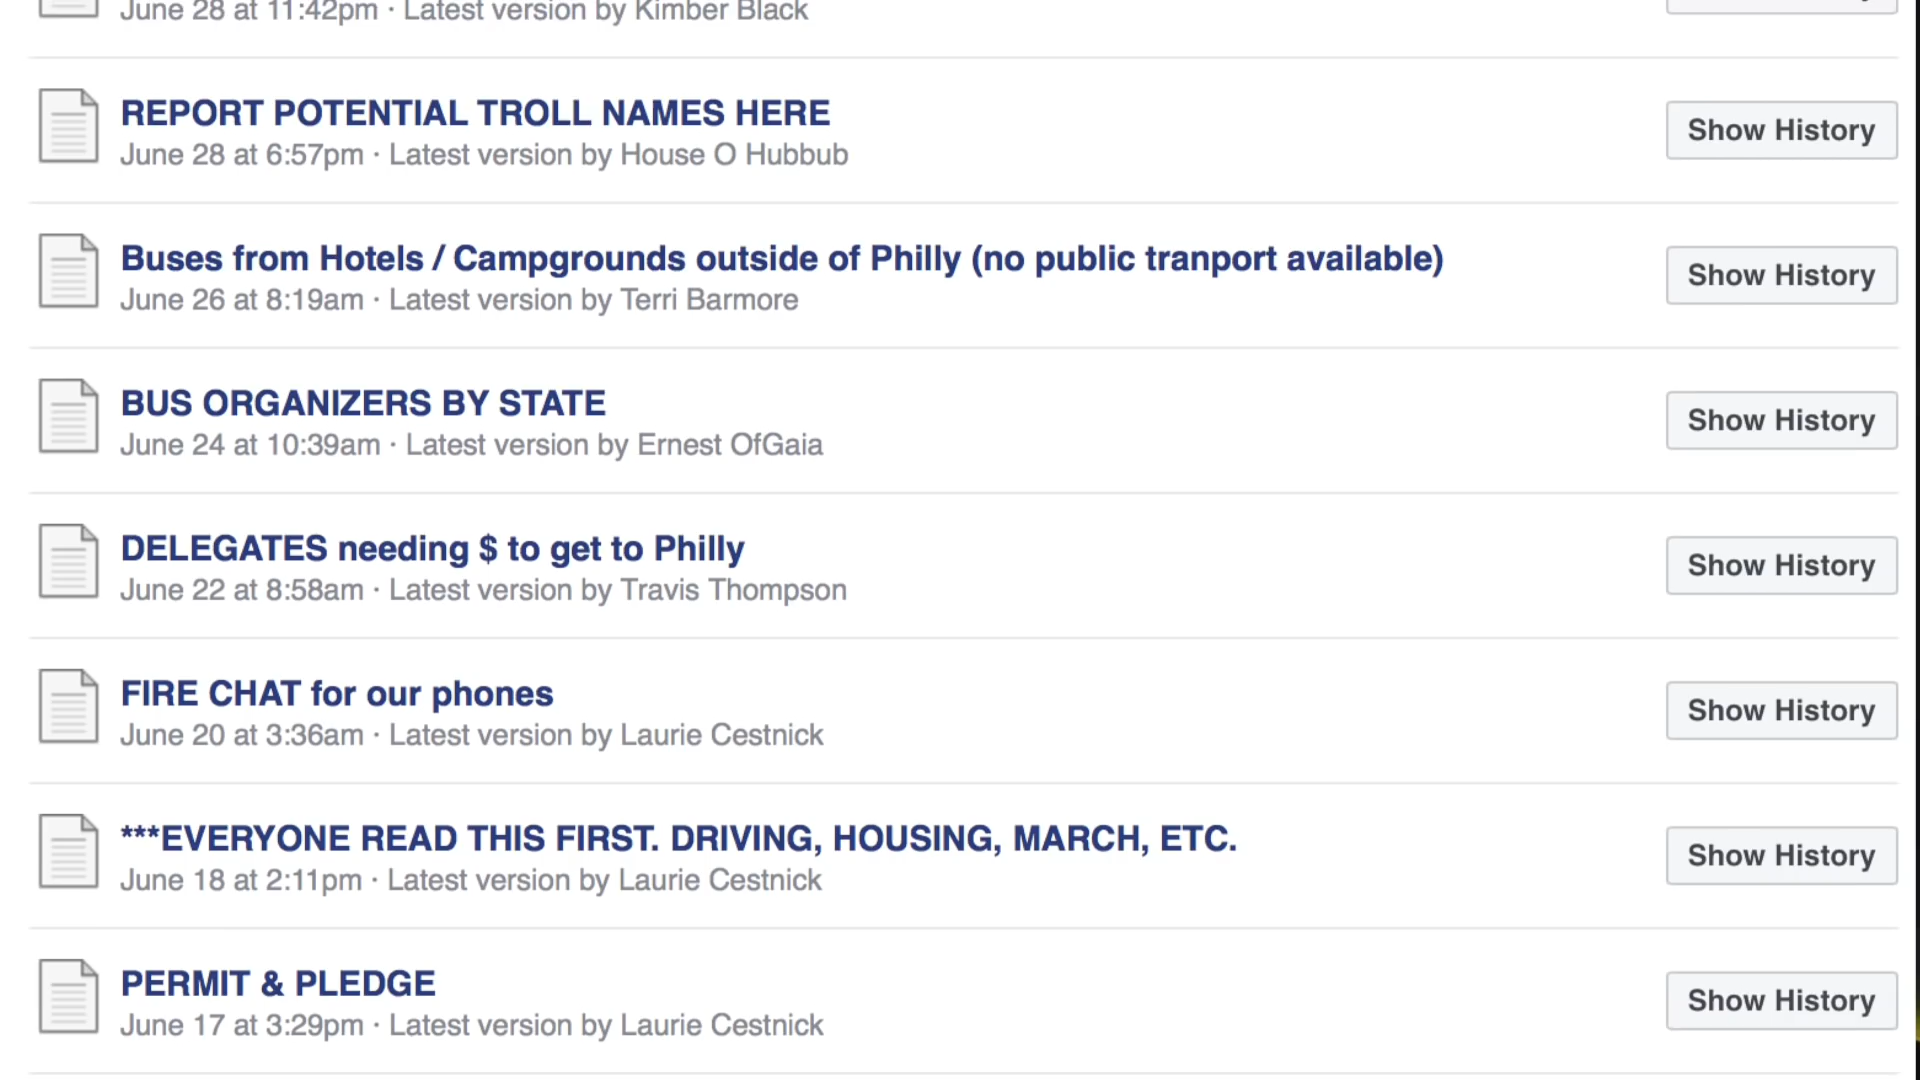 June 28 at 11:42pm · Latest version by Kimber Black
REPORT POTENTIAL TROLL NAMES HERE
June 28 at 6:57pm · Latest version by House O Hubbub
Show History
Buses from Hotels / Campgrounds outside of Philly (no public tranport available)
June 26 at 8:19am · Latest version by Terri Barmore
Show History
BUS ORGANIZERS BY STATE
June 24 at 10:39am · Latest version by Ernest OfGaia
Show History
DELEGATES needing $ to get to Philly
June 22 at 8:58am · Latest version by Travis Thompson
Show History
FIRE CHAT for our phones
June 20 at 3:36am · Latest version by Laurie Cestnick
Show History
***EVERYONE READ THIS FIRST. DRIVING, HOUSING, MARCH, ETC.
June 18 at 2:11pm · Latest version by Laurie Cestnick
Show History
PERMIT & PLEDGE
June 17 at 3:29pm · Latest version by Laurie Cestnick
Show History